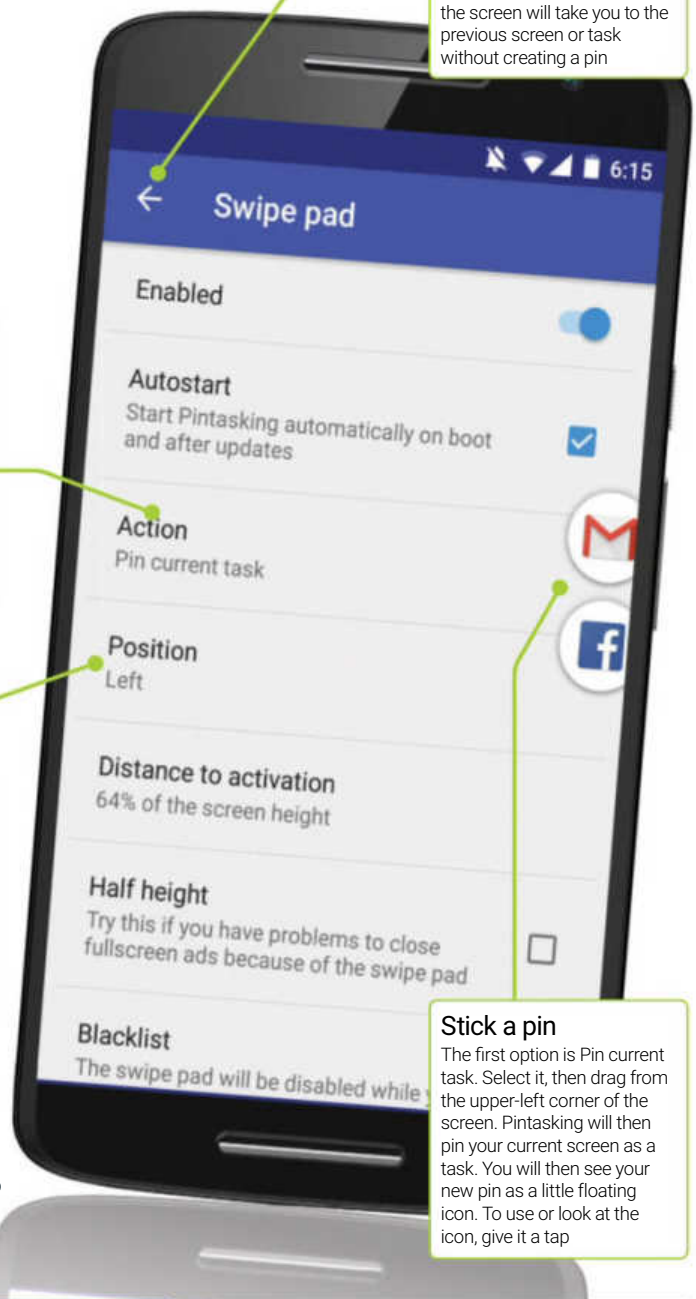 the screen will take you to the
previous screen or task
without creating a pin
6:15
Swipe pad
Enabled
Autostart
Start Pintasking automatically on boot
and after updates
Action
Pin current task
Position
Left
Distance to activation
64% of the screen height
Half height
Try this if you have problems to close
fullscreen ads because of the swipe pad
Blacklist
The swipe pad will be disabled while
Stick a pin
The first option is Pin current
task. Select it, then drag from
the upper-left corner of the
screen. Pintasking will then
pin your current screen as a
task. You will then see your
new pin as a little floating
icon. To use or look at the
icon, give it a tap